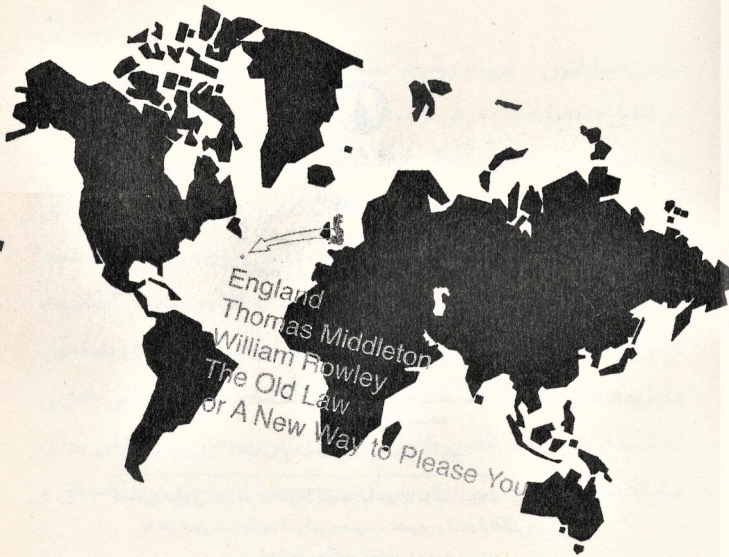 England
Thomas Middleton
William Rowley
The Old Law
or A New Way to Please You